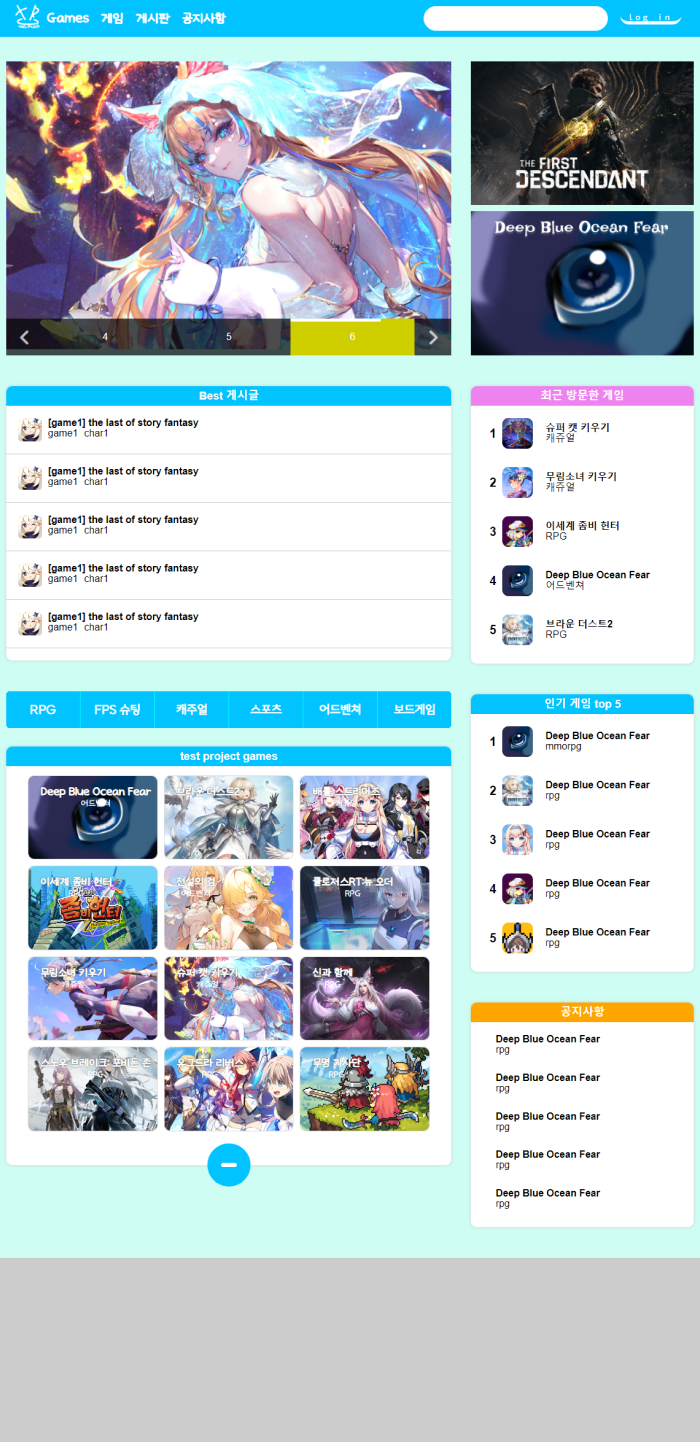 Games 게임 게시판 공지사항
log in
THE FIRST
DESCENDANT
Deep Blue Ocean Fear
4 5 6
Best 게시글
[game1] the last of story fantasy
game1 char1
[game1] the last of story fantasy
game1 char1
[game1] the last of story fantasy
game1 char1
[game1] the last of story fantasy
game1 char1
[game1] the last of story fantasy
game1 char1
최근 방문한 게임
1 슈퍼 캣 키우기
캐쥬얼
2 무림소녀 키우기
캐쥬얼
3 이세계 좀비 헌터
RPG
4 Deep Blue Ocean Fear
어드벤쳐
5 브라운 더스트2
RPG
RPG FPS 슈팅 캐주얼 스포츠 어드벤쳐 보드게임
test project games
Deep Blue Ocean Fear
어드벤쳐
브라운 더스트2
배틀 스트리머즈
이세계 좀비 헌터
RPG
좀비헌터
전설의 검
어드벤쳐
클로저스RT:뉴 오더
RPG
무림소녀 키우기
캐쥬얼
슈퍼 캣 키우기
캐쥬얼
신과 함께
RPG
스노우 브레이크: 포비든 존
RPG
무명 기사단
RPG
인기 게임 top 5
1 Deep Blue Ocean Fear
mmorpg
2 Deep Blue Ocean Fear
rpg
3 Deep Blue Ocean Fear
rpg
4 Deep Blue Ocean Fear
rpg
5 Deep Blue Ocean Fear
rpg
공지사항
Deep Blue Ocean Fear
rpg
Deep Blue Ocean Fear
rpg
Deep Blue Ocean Fear
rpg
Deep Blue Ocean Fear
rpg
Deep Blue Ocean Fear
rpg